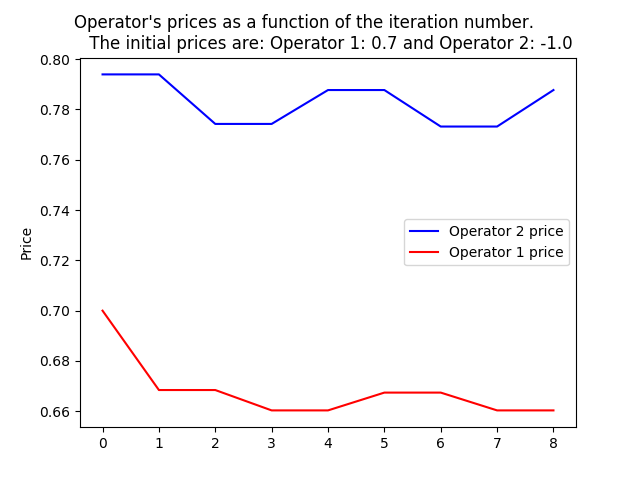 Operator's prices as a function of the iteration number.
The initial prices are: Operator 1: 0.7 and Operator 2: -1.0
0.80
0.78
0.76
0.74
0.72
0.70
0.68
0.66
Price
Operator 2 price
Operator 1 price
0 1 2 3 4 5 6 7 8